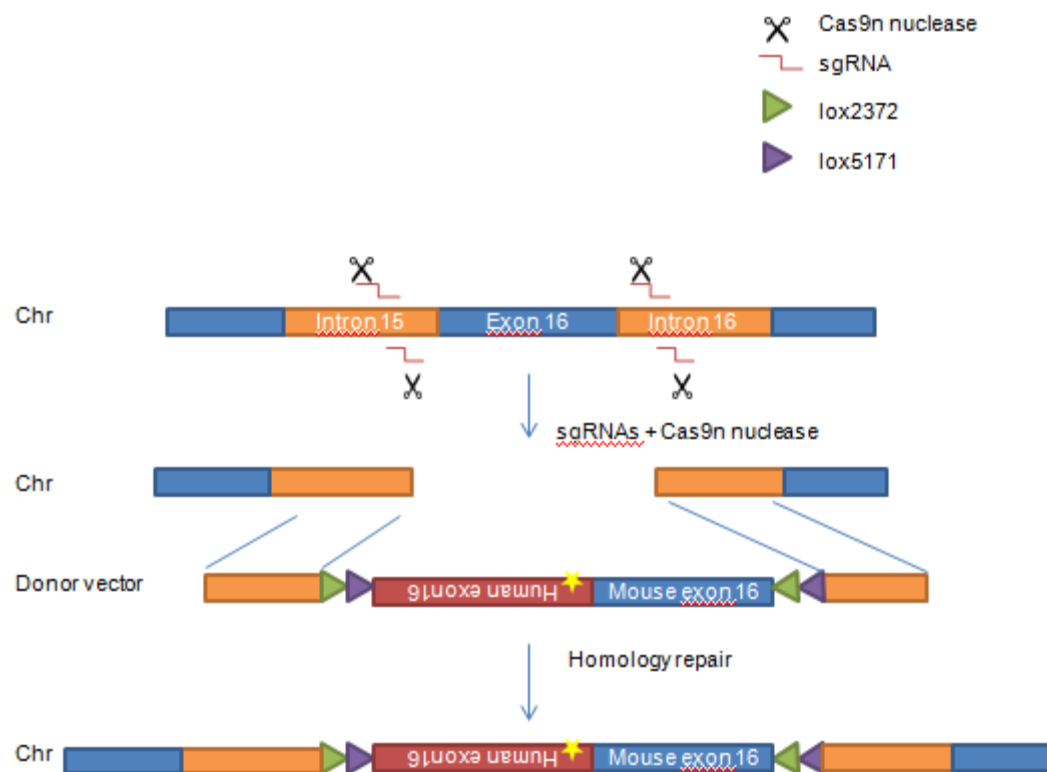 Cas9n nuclease
sgRNA
lox2372
lox5171
Chr
Intron 15
Exon 16
Intron 16
sgRNAs + Cas9n nuclease
Chr
Donor vector
Human exon16
Mouse exon 16
Homology repair
Chr
Human exon16
Mouse exon 16